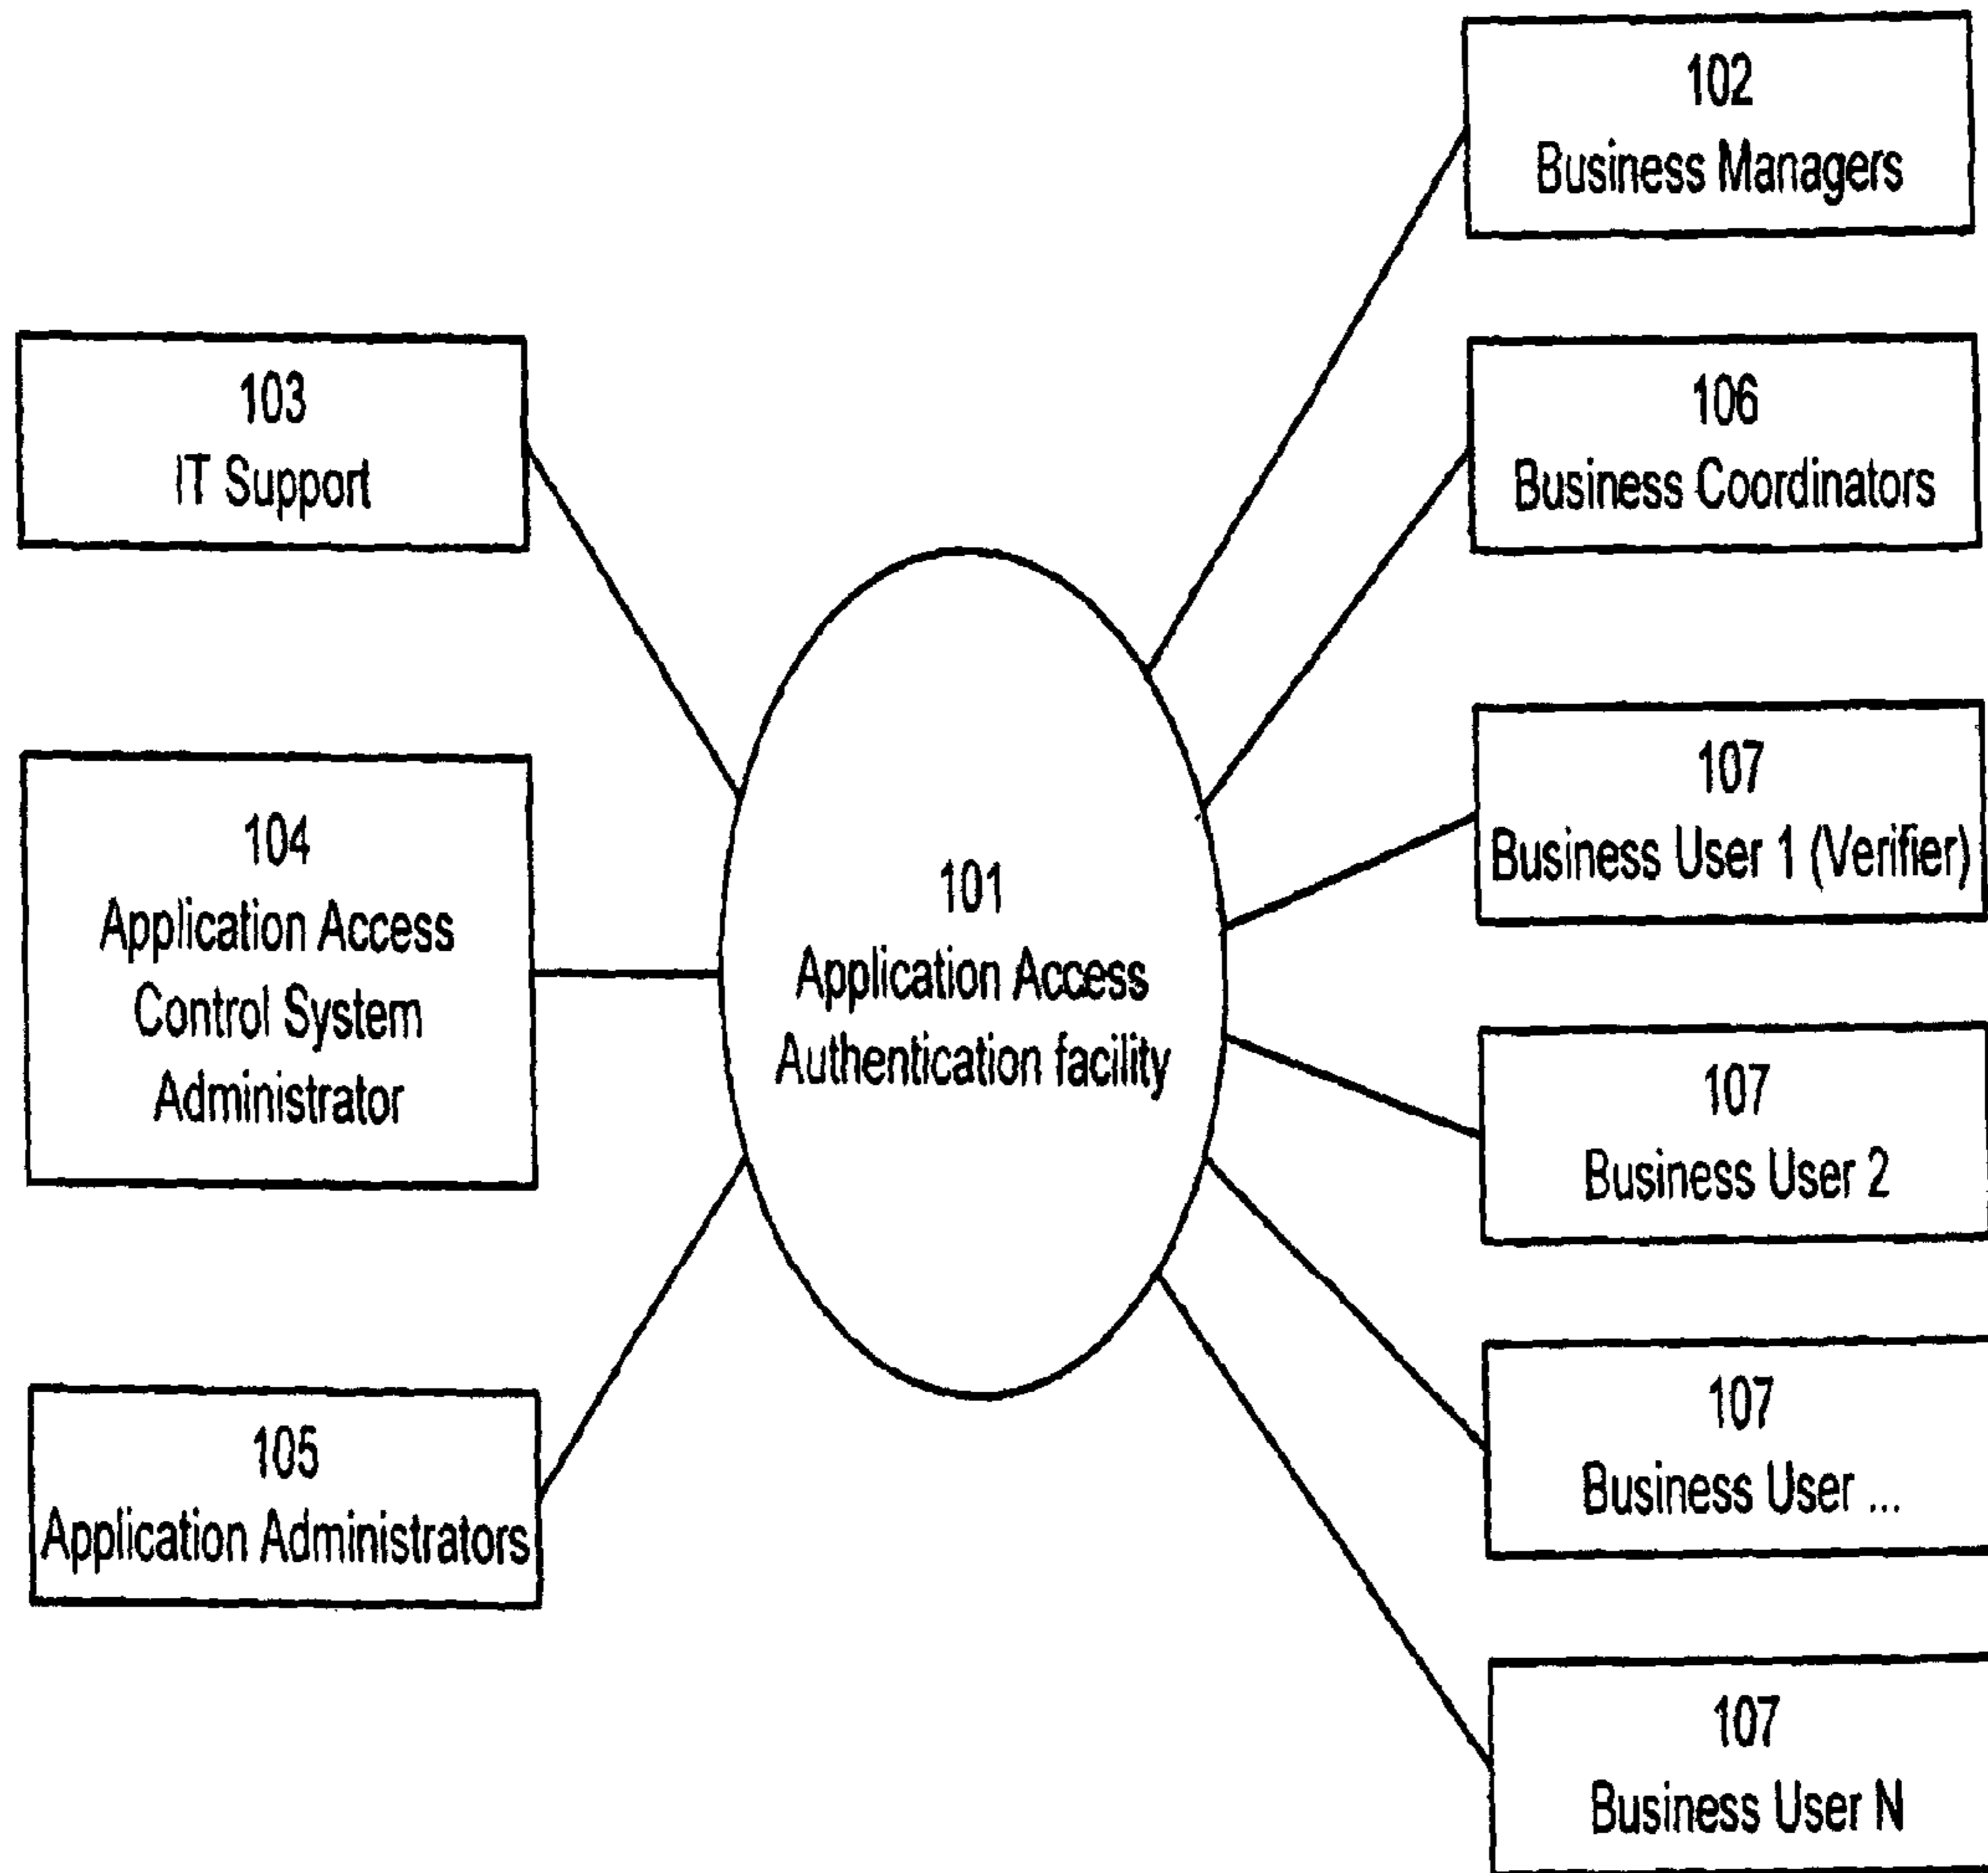 102
Business Managers
103
IT Support
106
Business Coordinators
104
Application Access
Control System
Administrator
101
Application Access
Authentication facility
107
Business User 1 (Verifier)
107
Business User 2
105
Application Administrators
107
Business User ...
107
Business User N